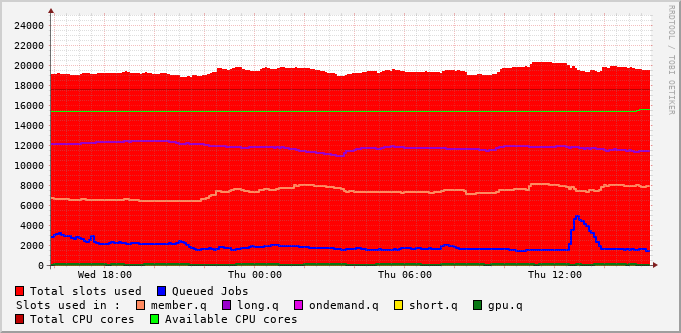 RRDTOOL / TOBI OETIKER
24000
22000
20000
18000
16000
14000
12000
10000
8000
6000
4000
2000
0
Wed 18:00 Thu 00:00 Thu 06:00 Thu 12:00
Total slots used Queued Jobs
Slots used in : member.q long.q ondemand.q short.q gpu.q
Total CPU cores Available CPU cores